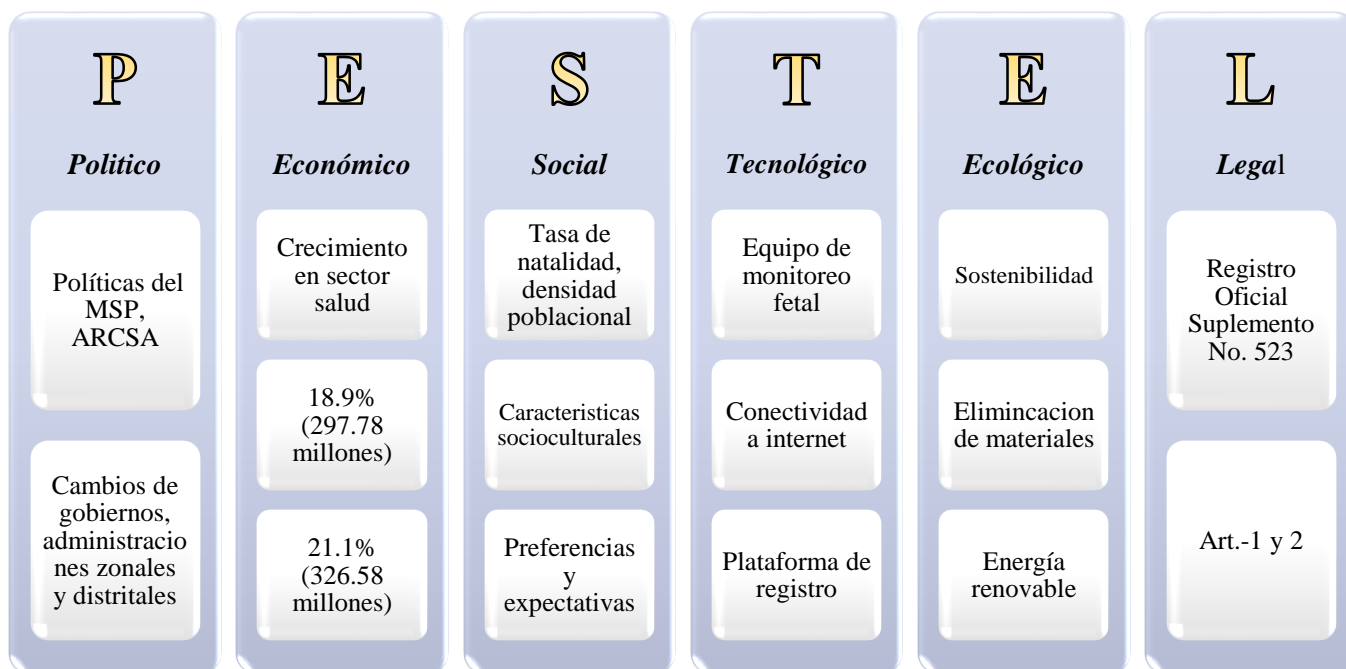 P
Politico
Políticas del
MSP,
ARCSA
Cambios de
gobiernos,
administracio
nes zonales
y distritales
E
Económico
Crecimiento
en sector
salud
18.9%
(297.78
millones)
21.1%
(326.58
millones)
S
Social
Tasa de
natalidad,
densidad
poblacional
Caracteristicas
socioculturales
Preferencias
y
expectativas
T
Tecnológico
Equipo de
monitoreo
fetal
Conectividad
a internet
Plataforma de
registro
E
Ecológico
Sostenibilidad
Elimincacion
de materiales
Energía
renovable
L
Legal
Registro
Oficial
Suplemento
No. 523
Art.-1 y 2